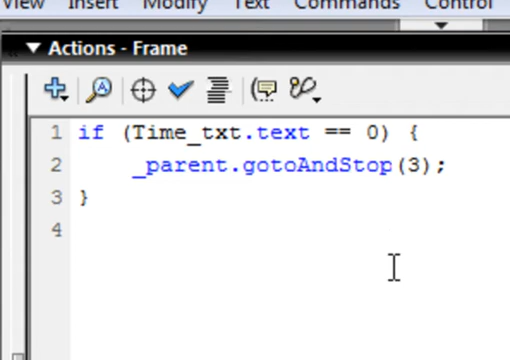 View Insert Modify Text Commands Control
Actions - Frame
1 if (Time_txt.text == 0) {
2 _parent.gotoAndStop(3);
3 }
4